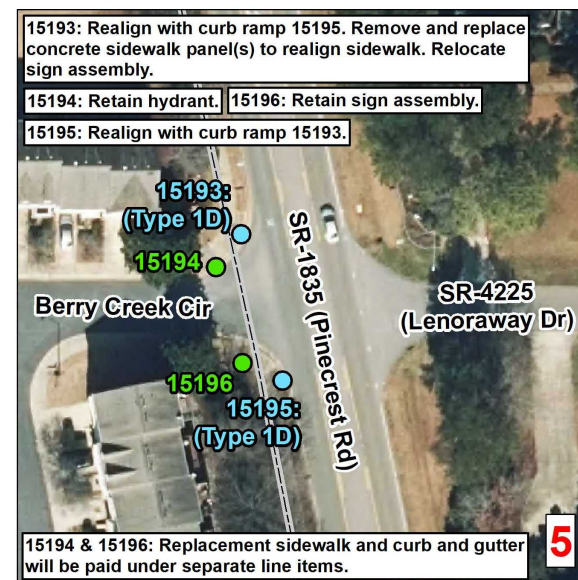 15193: Realign with curb ramp 15195. Remove and replace
concrete sidewalk panel(s) to realign sidewalk. Relocate
sign assembly.
15194: Retain hydrant.
15196: Retain sign assembly.
15195: Realign with curb ramp 15193.
15193:
(Type 1D)
15194
SR-1835 (Pinecrest Rd)
Berry Creek Cir
SR-4225
(Lenoraway Dr)
15196
15195:
(Type 1D)
15194 & 15196: Replacement sidewalk and curb and gutter
will be paid under separate line items.
5